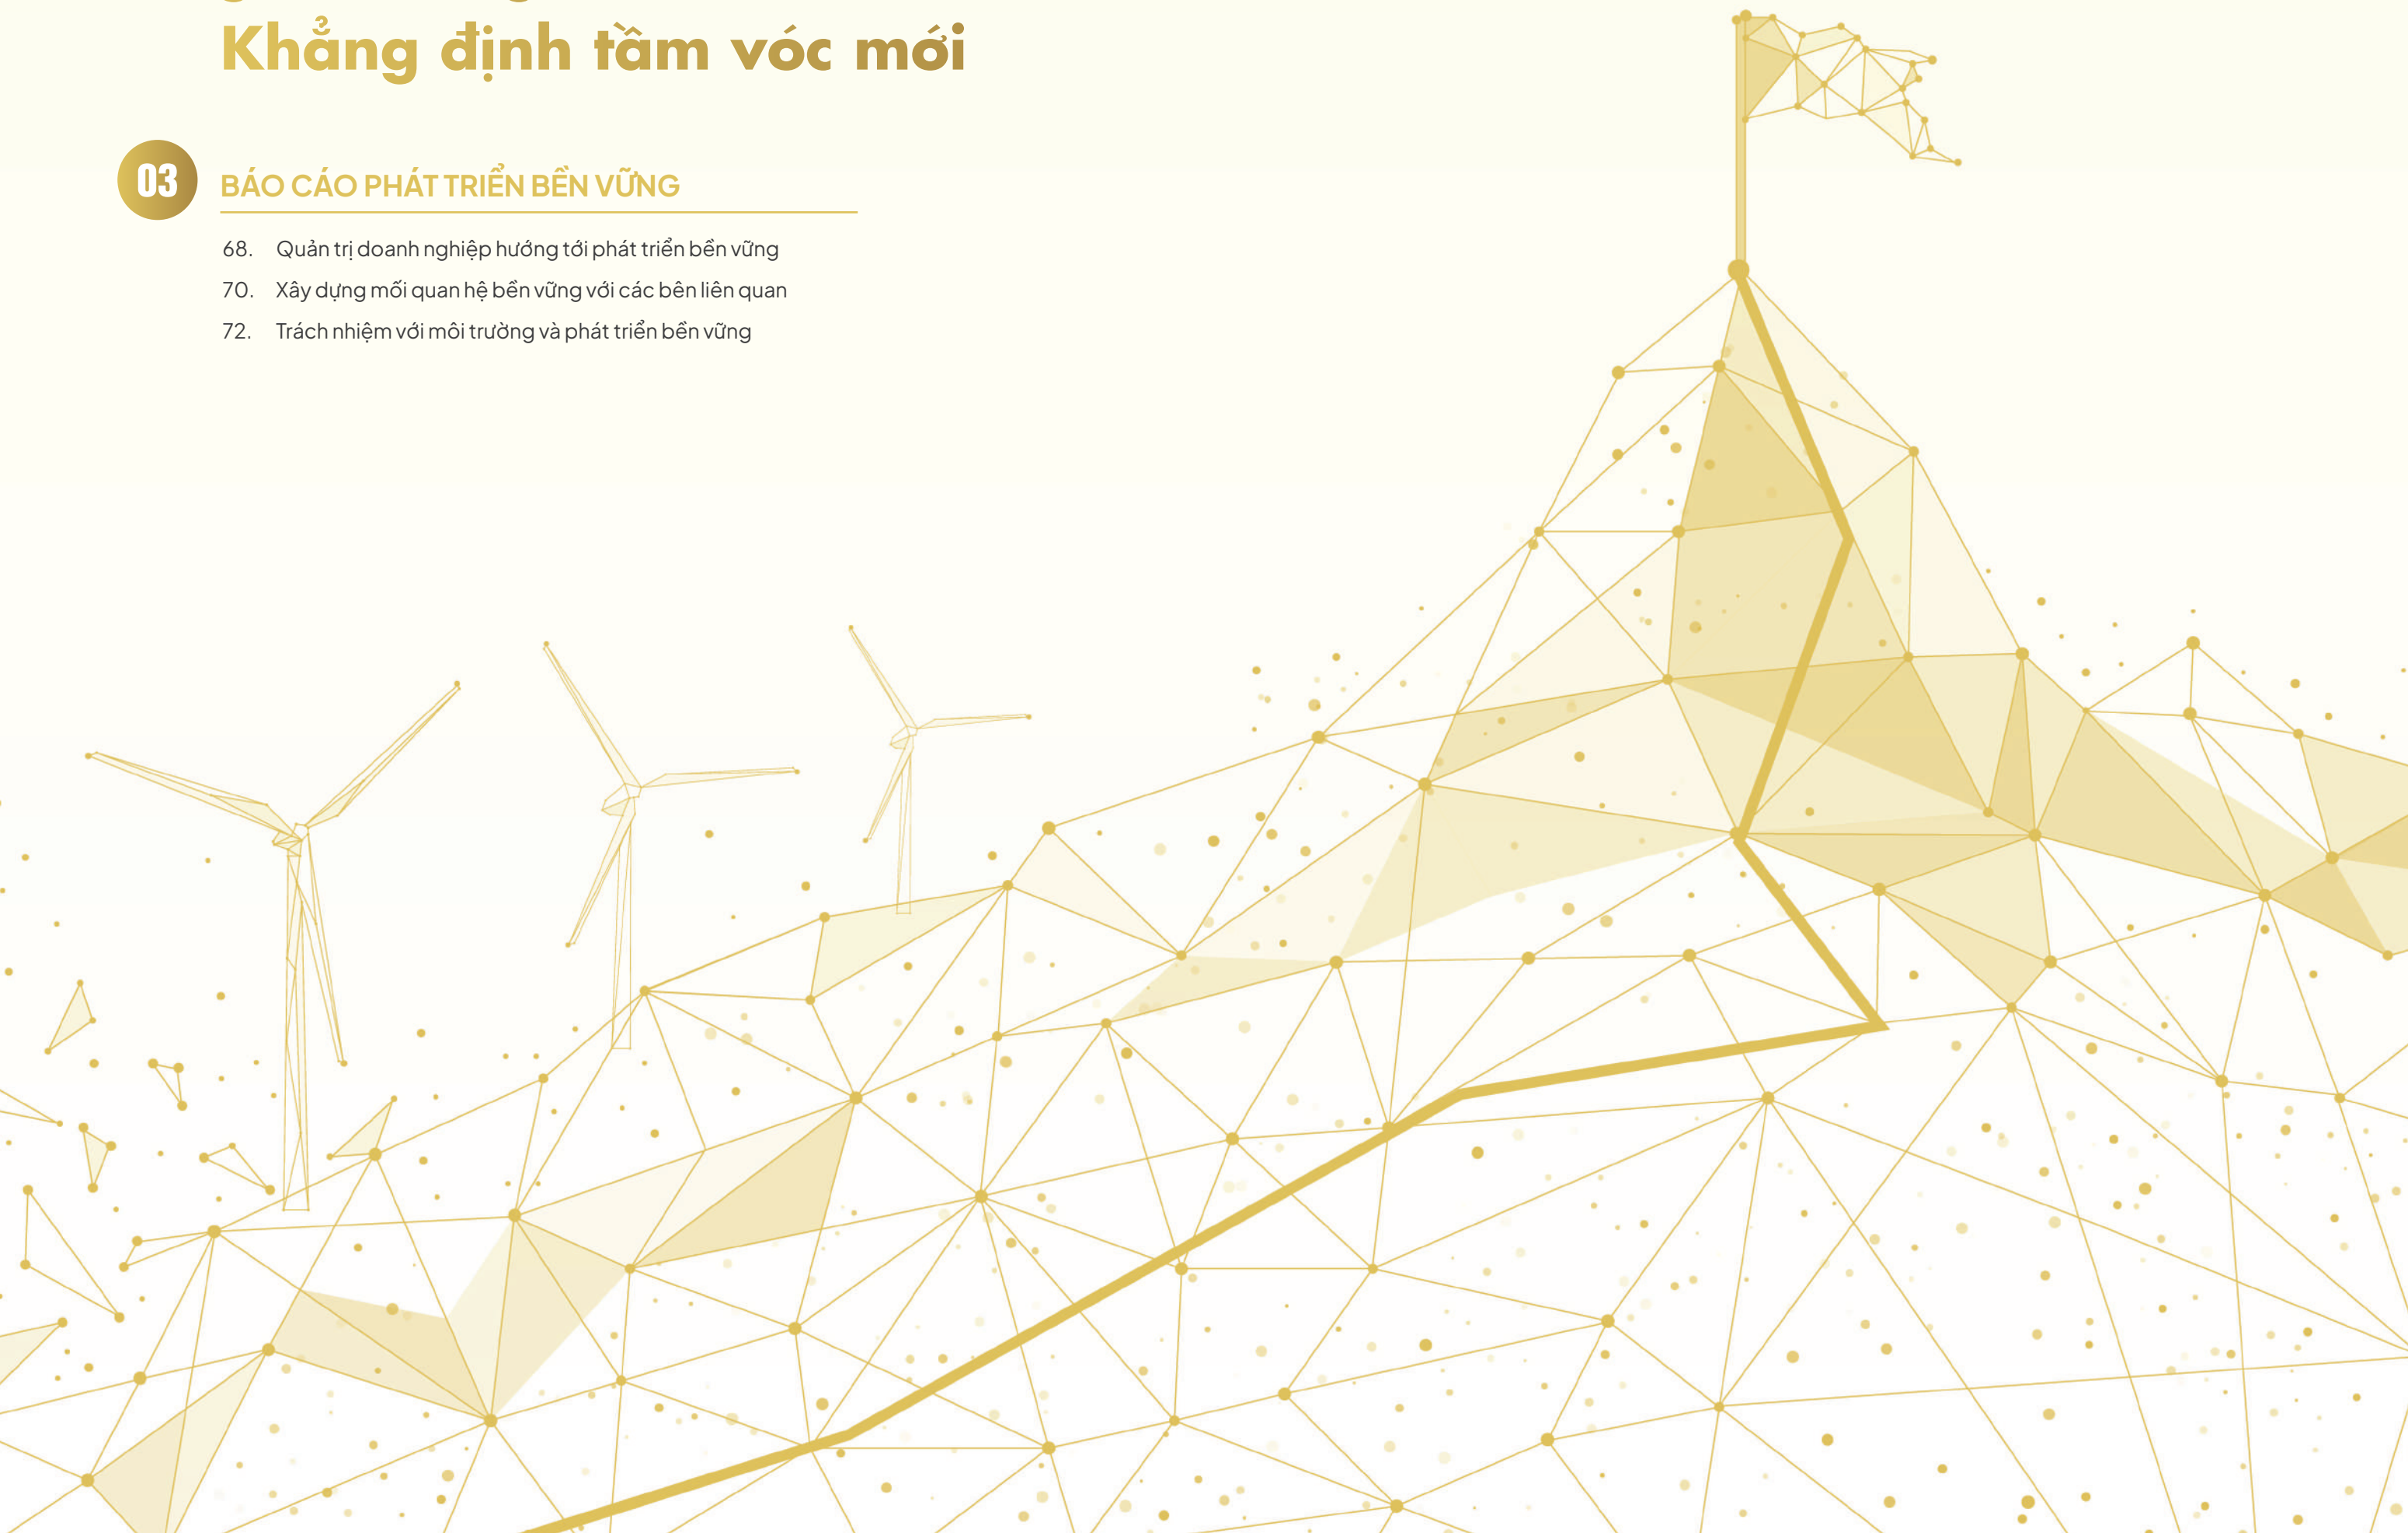 Khẳng định tầm vóc mới
03
BÁO CÁO PHÁT TRIỂN BỀN VỮNG
68. Quản trị doanh nghiệp hướng tới phát triển bền vững
70. Xây dựng mối quan hệ bền vững với các bên liên quan
72. Trách nhiệm với môi trường và phát triển bền vững